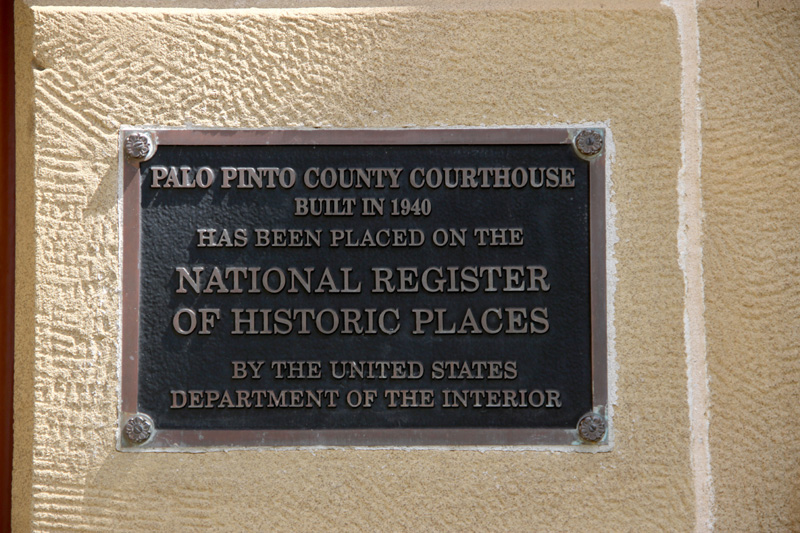 PALO PINTO COUNTY COURTHOUSE
BUILT IN 1940
HAS BEEN PLACED ON THE
NATIONAL REGISTER
OF HISTORIC PLACES
BY THE UNITED STATES
DEPARTMENT OF THE INTERIOR